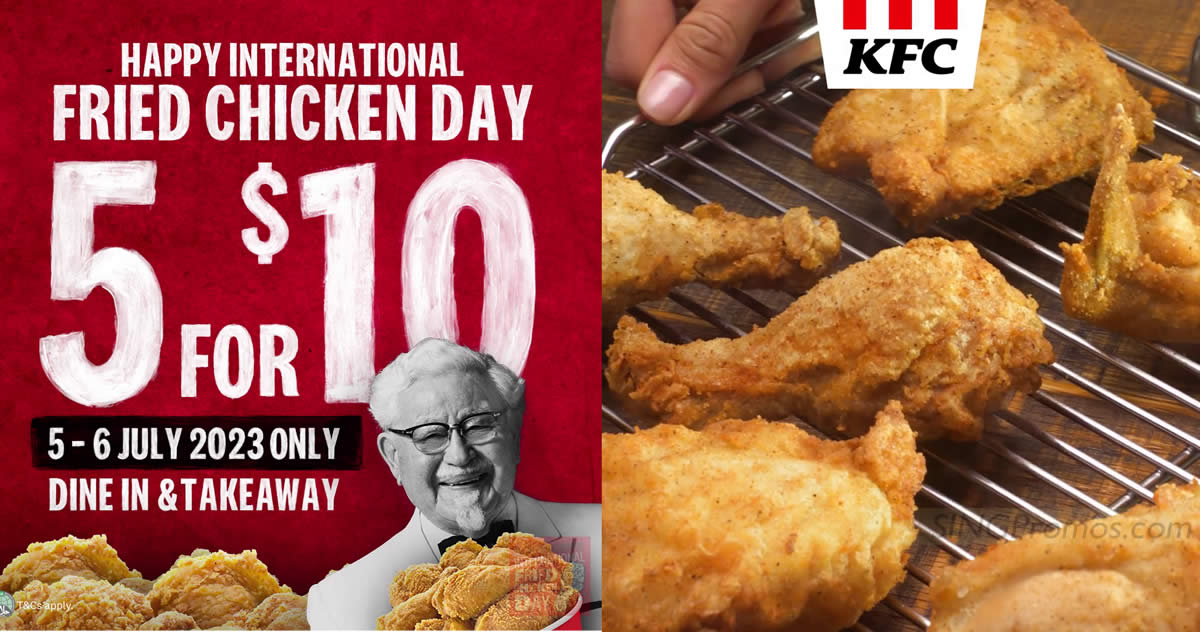 HAPPY INTERNATIONAL
FRIED CHICKEN DAY
5 FOR $10
5 - 6 JULY 2023 ONLY
DINE IN & TAKEAWAY
T&Cs apply.
KFC
SINGPromos.com